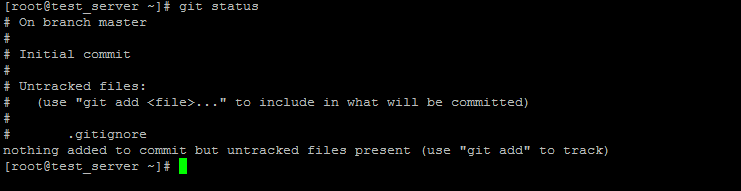 [root@test_server ~]# git status
# On branch master
#
# Initial commit
#
# Untracked files:
#   (use "git add <file>..." to include in what will be committed)
#
#       .gitignore
nothing added to commit but untracked files present (use "git add" to track)
[root@test_server ~]#